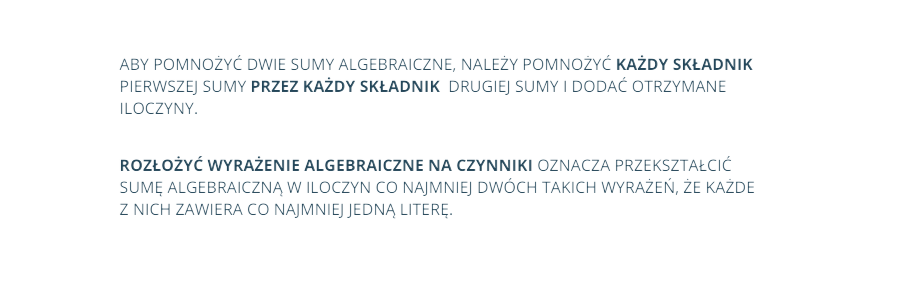 ABY POMNOŻYĆ DWIE SUMY ALGEBRAICZNE, NALEŻY POMNOŻYĆ KAŻDY SKŁADNIK
PIERWSZEJ SUMY PRZEZ KAŻDY SKŁADNIK DRUGIEJ SUMY I DODAĆ OTRZYMANE
ILOCZYNY.
ROZŁOŻYĆ WYRAŻENIE ALGEBRAICZNE NA CZYNNIKI OZNACZA PRZEKSZTAŁCIĆ
SUMĘ ALGEBRAICZNĄ W ILOCZYN CO NAJMNIEJ DWÓCH TAKICH WYRAŻEŃ, ŻE KAŻDE
Z NICH ZAWIERA CO NAJMNIEJ JEDNĄ LITERĘ.